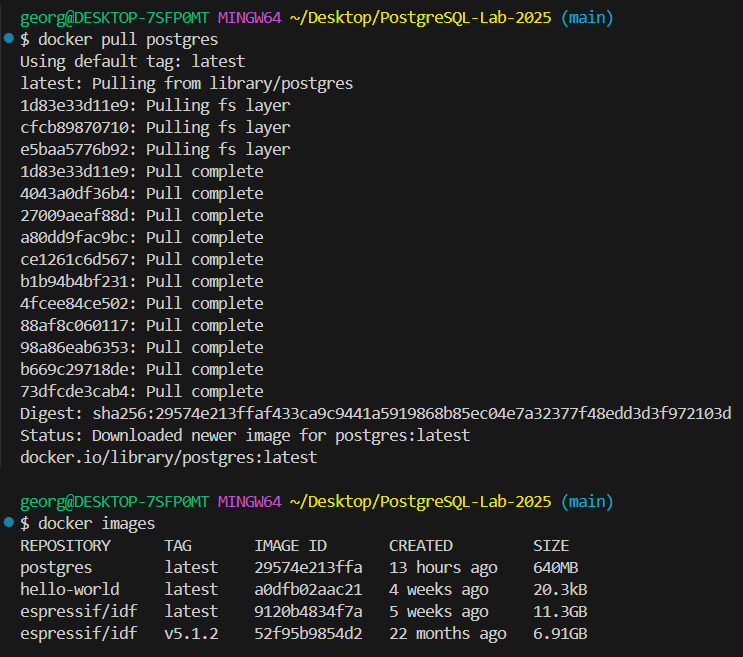 georg@DESKTOP-7SFP0MT MINGW64 ~/Desktop/PostgreSQL-Lab-2025 (main)
$ docker pull postgres
Using default tag: latest
latest: Pulling from library/postgres
1d83e33d11e9: Pulling fs layer
cfcb89870710: Pulling fs layer
e5baa5776b92: Pulling fs layer
1d83e33d11e9: Pull complete
4043a0df36b4: Pull complete
27009aeaf88d: Pull complete
a80dd9fac9bc: Pull complete
ce1261c6d567: Pull complete
b1b94b4bf231: Pull complete
4fcee84ce502: Pull complete
88af8c060117: Pull complete
98a86eab6353: Pull complete
b669c29718de: Pull complete
73dfcde3cab4: Pull complete
Digest: sha256:29574e213ffaf433ca9c9441a5919868b85ec04e7a32377f48edd3d3f972103d
Status: Downloaded newer image for postgres:latest
docker.io/library/postgres:latest
georg@DESKTOP-7SFP0MT MINGW64 ~/Desktop/PostgreSQL-Lab-2025 (main)
$ docker images
REPOSITORY TAG IMAGE ID CREATED SIZE
postgres latest 29574e213ffa 13 hours ago 640MB
hello-world latest a0dfb02aac21 4 weeks ago 20.3kB
espressif/idf latest 9120b4834f7a 5 weeks ago 11.3GB
espressif/idf v5.1.2 52f95b9854d2 22 months ago 6.91GB